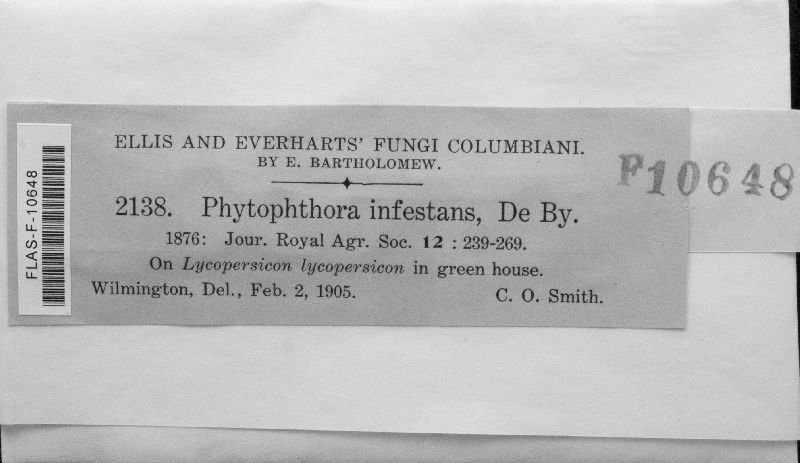 ELLIS AND EVERHARTS' FUNGI COLUMBIANI.
BY E. BARTHOLOMEW.
2138. Phytophthora infestans, De By.
1876: Jour. Royal Agr. Soc. 12 : 239-269.
On Lycopersicon lycopersicon in green house.
Wilmington, Del., Feb. 2, 1905. C. O. Smith.
FLAS-F-10648
F10648